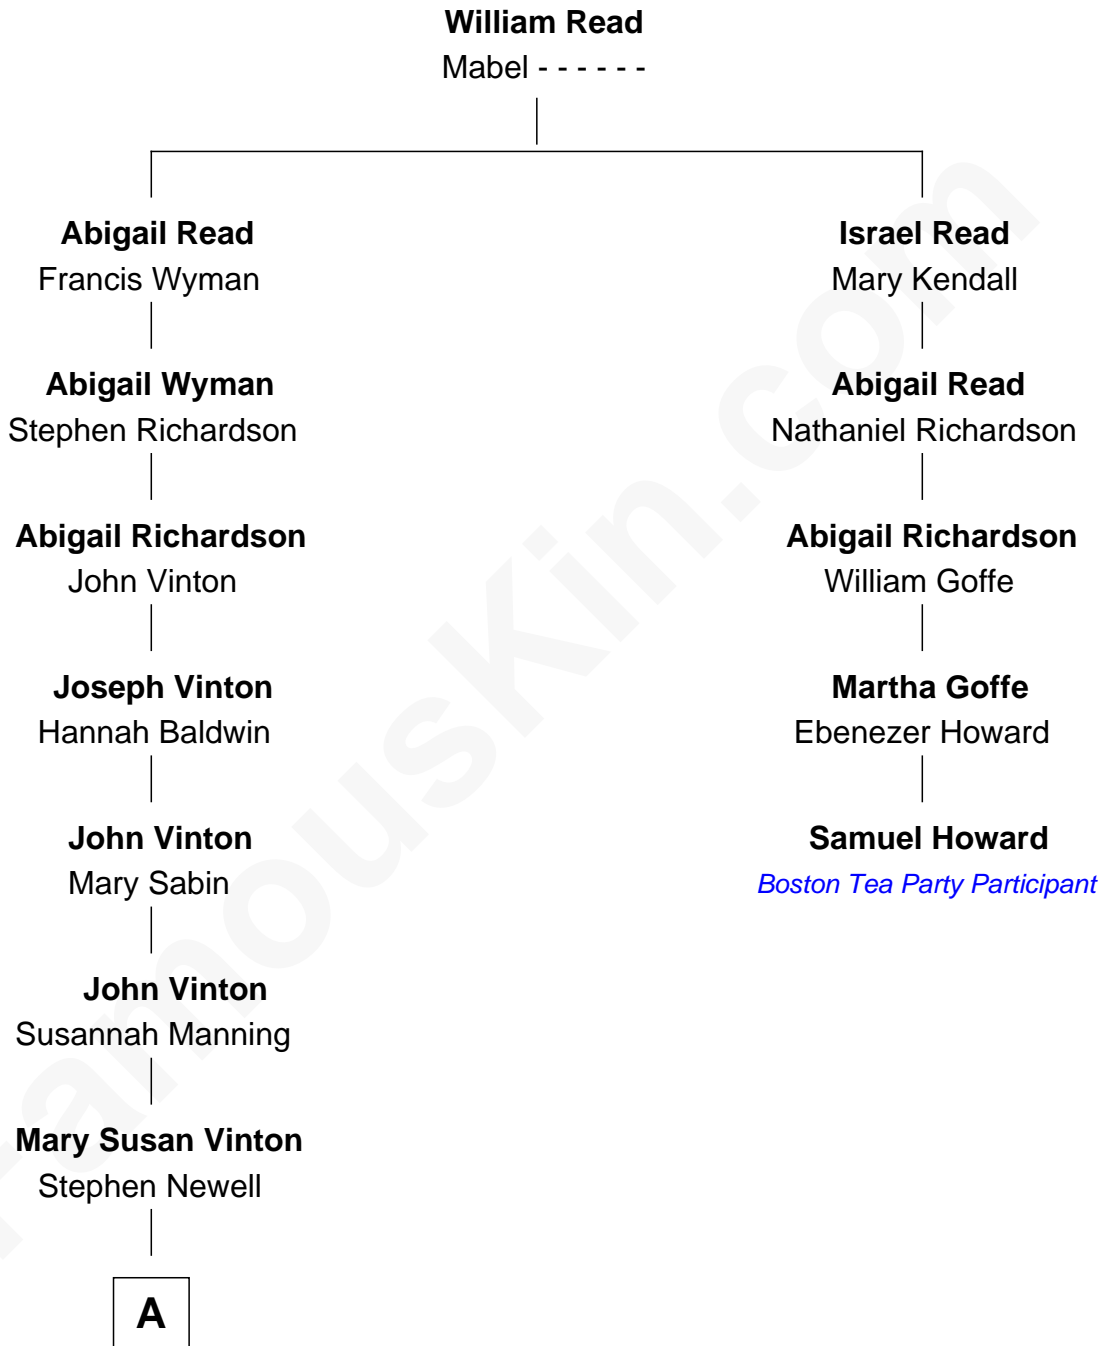 William Read
Mabel - - - - - -
Abigail Read
Francis Wyman
Israel Read
Mary Kendall
Abigail Wyman
Stephen Richardson
Abigail Read
Nathaniel Richardson
Abigail Richardson
John Vinton
Abigail Richardson
William Goffe
Joseph Vinton
Hannah Baldwin
Martha Goffe
Ebenezer Howard
John Vinton
Mary Sabin
Samuel Howard
Boston Tea Party Participant
John Vinton
Susannah Manning
Mary Susan Vinton
Stephen Newell
A
FamousKin.com